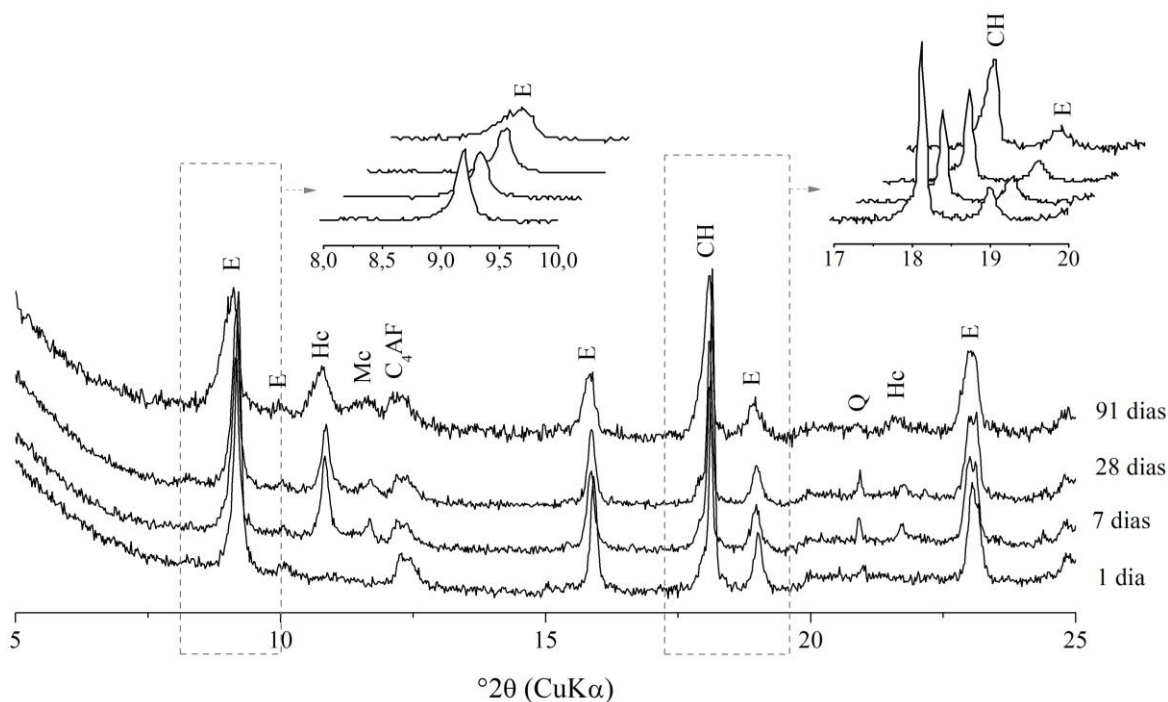 E
CH
E
8,0 8,5 9,0 9,5 10,0
17 18 19 20
E
E
Hc
Mc
C₄AF
E
CH
E
Q
Hc
E
91 dias
28 dias
7 dias
1 dia
5 10 15 20 25
°2θ (CuKα)